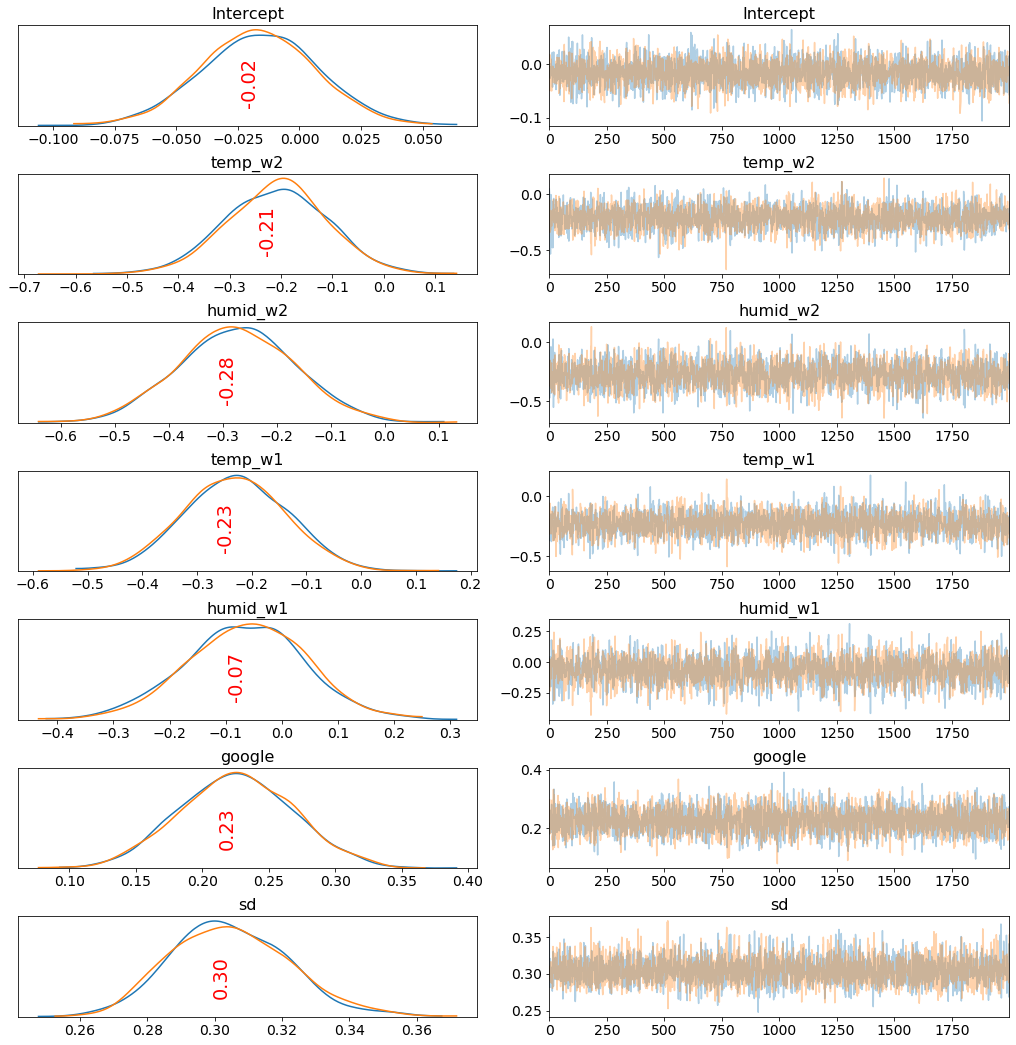 Intercept Intercept
-0.02
0.0
−0.1
−0.100 −0.075 −0.050 −0.025 0.000 0.025 0.050
0 250 500 750 1000 1250 1500 1750
temp_w2 temp_w2
-0.21
0.0
−0.5
−0.7 −0.6 −0.5 −0.4 −0.3 −0.2 −0.1 0.0 0.1
0 250 500 750 1000 1250 1500 1750
humid_w2 humid_w2
-0.28
0.0
−0.5
−0.6 −0.5 −0.4 −0.3 −0.2 −0.1 0.0 0.1
0 250 500 750 1000 1250 1500 1750
temp_w1 temp_w1
-0.23
0.0
−0.5
−0.6 −0.5 −0.4 −0.3 −0.2 −0.1 0.0 0.1 0.2
0 250 500 750 1000 1250 1500 1750
humid_w1 humid_w1
-0.07
0.25
0.00
−0.25
−0.4 −0.3 −0.2 −0.1 0.0 0.1 0.2 0.3
0 250 500 750 1000 1250 1500 1750
google google
0.23
0.4
0.2
0.10 0.15 0.20 0.25 0.30 0.35 0.40
0 250 500 750 1000 1250 1500 1750
sd sd
0.30
0.35
0.30
0.25
0.26 0.28 0.30 0.32 0.34 0.36
0 250 500 750 1000 1250 1500 1750